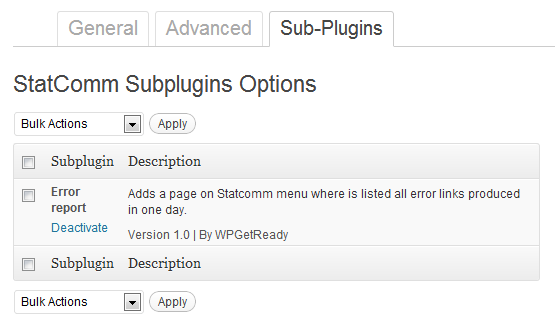 General Advanced Sub-Plugins
StatComm Subplugins Options
Bulk Actions Apply
Subplugin Description
Error report
Adds a page on Statcomm menu where is listed all error links produced
in one day.
Deactivate
Version 1.0 | By WPGetReady
Subplugin Description
Bulk Actions Apply